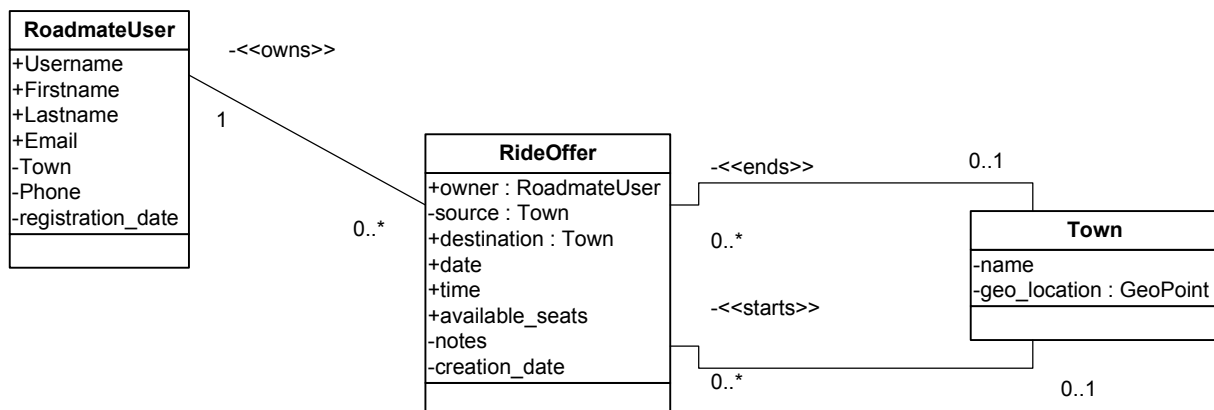 RoadmateUser
+Username
+Firstname
+Lastname
+Email
-Town
-Phone
-registration_date
-<<owns>>
1
0..*
RideOffer
+owner : RoadmateUser
-source : Town
+destination : Town
+date
+time
+available_seats
-notes
-creation_date
-<<ends>>
0..1
0..*
-<<starts>>
0..*
0..1
Town
-name
-geo_location : GeoPoint